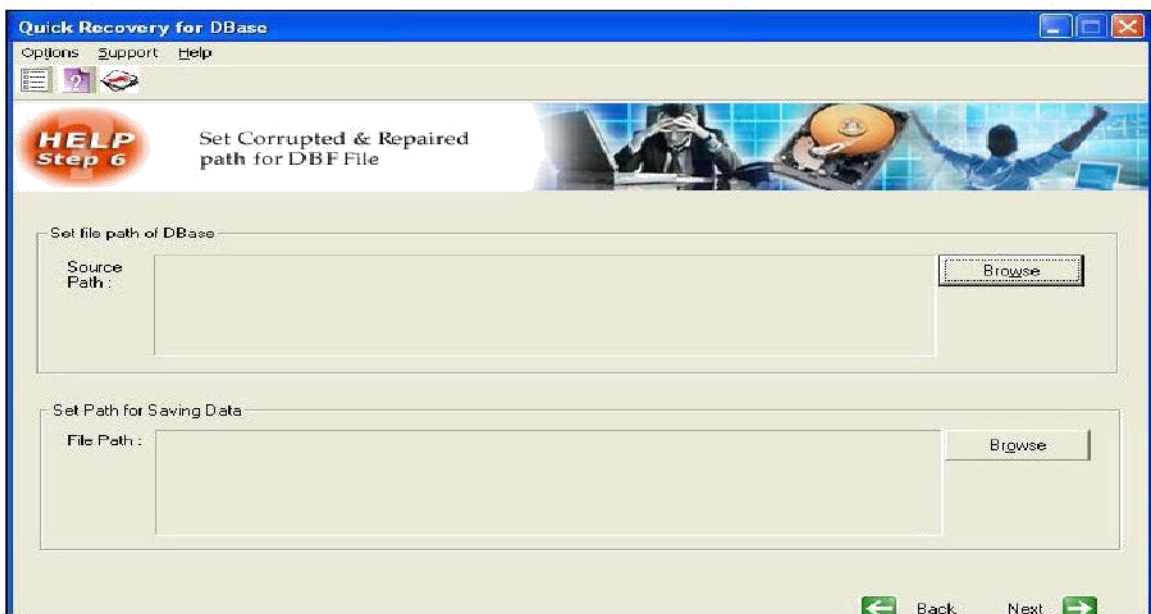 Quick Recovery for DBase
Options Support Help
HELP
Step 6
Set Corrupted & Repaired
path for DBF File
Set file path of DBase
Source
Path :
Browse
Set Path for Saving Data
File Path :
Browse
Back Next